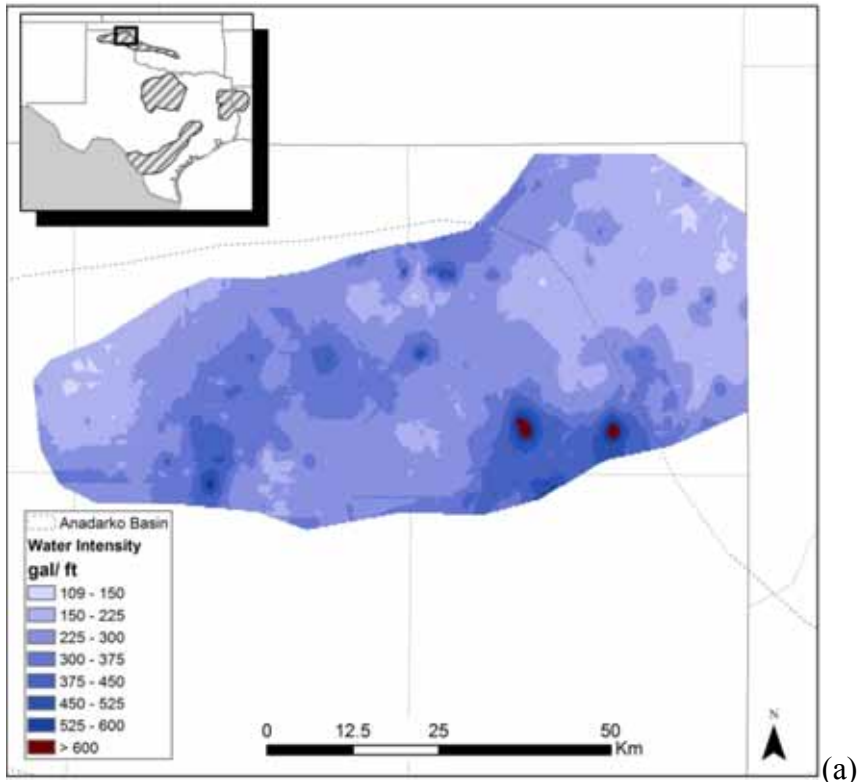 Anadarko Basin
Water Intensity
gal/ ft
109 - 150
150 - 225
225 - 300
300 - 375
375 - 450
450 - 525
525 - 600
> 600
0 12.5 25 50
Km
N
(a)